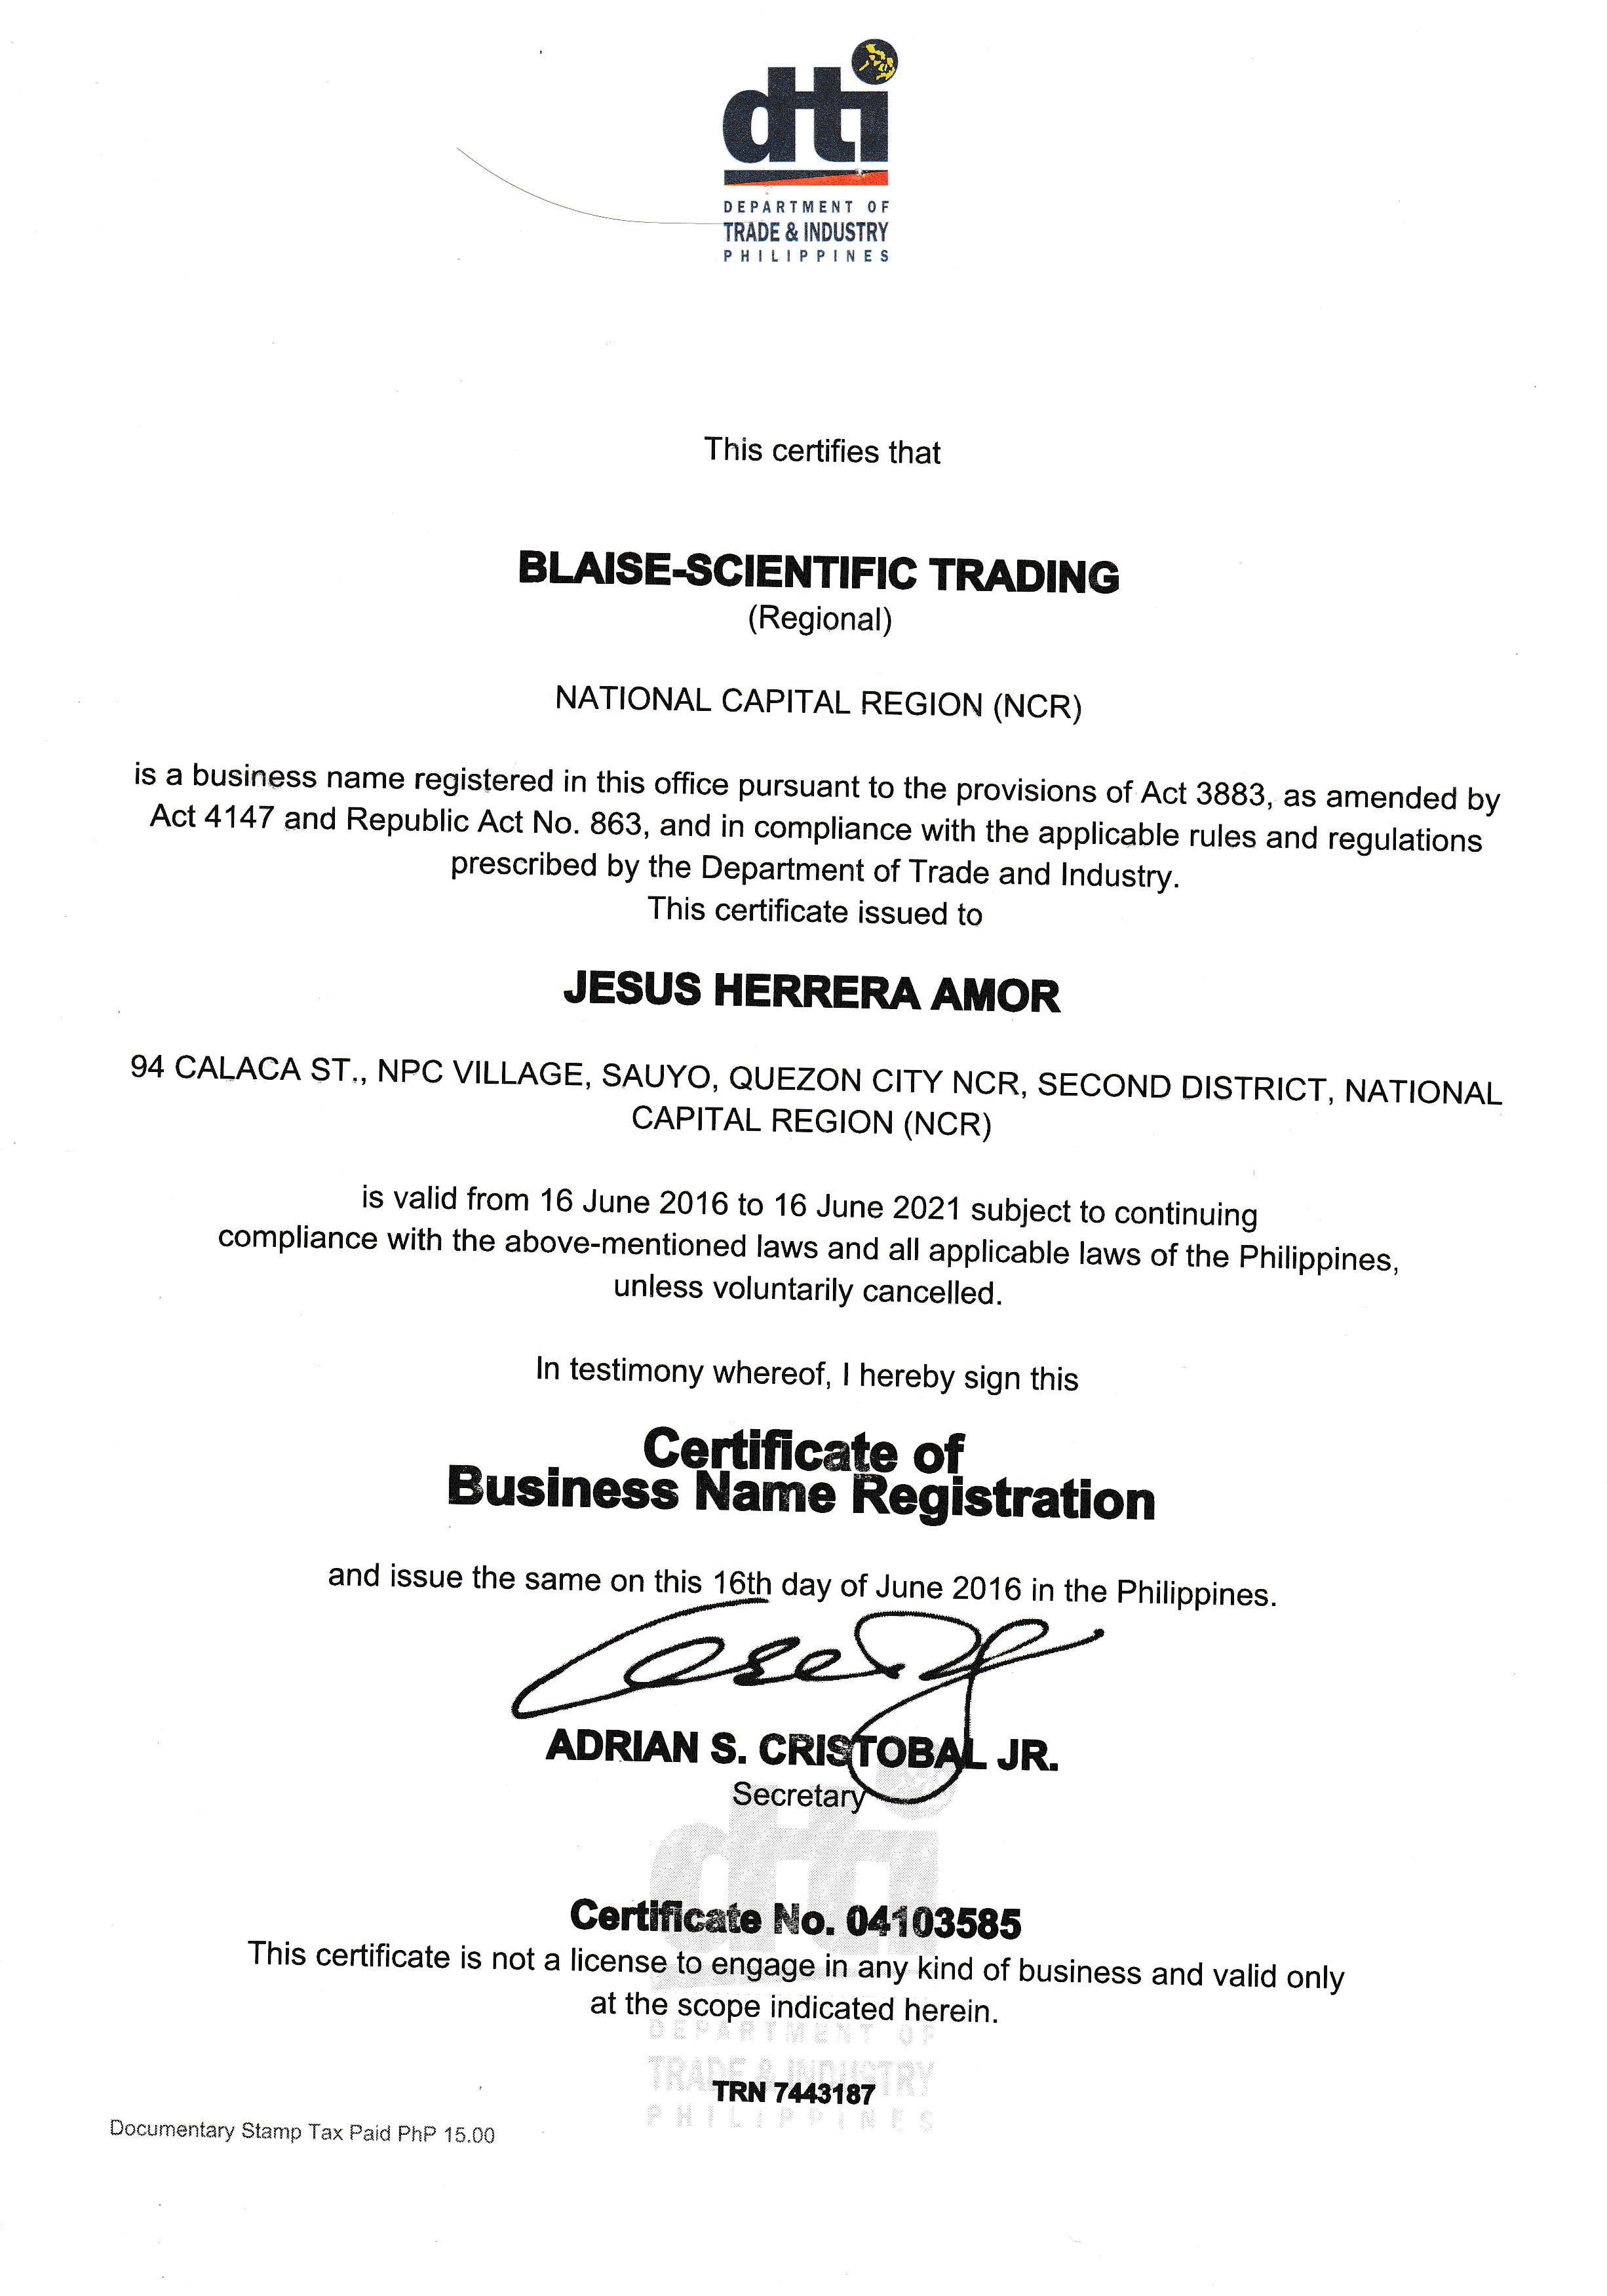 dti
DEPARTMENT OF
TRADE & INDUSTRY
PHILIPPINES
This certifies that
BLAISE-SCIENTIFIC TRADING
(Regional)
NATIONAL CAPITAL REGION (NCR)
is a business name registered in this office pursuant to the provisions of Act 3883, as amended by
Act 4147 and Republic Act No. 863, and in compliance with the applicable rules and regulations
prescribed by the Department of Trade and Industry.
This certificate issued to
JESUS HERRERA AMOR
94 CALACA ST., NPC VILLAGE, SAUYO, QUEZON CITY NCR, SECOND DISTRICT, NATIONAL
CAPITAL REGION (NCR)
is valid from 16 June 2016 to 16 June 2021 subject to continuing
compliance with the above-mentioned laws and all applicable laws of the Philippines,
unless voluntarily cancelled.
In testimony whereof, I hereby sign this
Certificate of
Business Name Registration
and issue the same on this 16th day of June 2016 in the Philippines.
ADRIAN S. CRISTOBAL JR.
Secretary
dti
Certificate No. 04103585
This certificate is not a license to engage in any kind of business and valid only
at the scope indicated herein.
DEPARTMENT OF
TRADE & INDUSTRY
TRN 7443187
PHILIPPINES
Documentary Stamp Tax Paid PhP 15.00